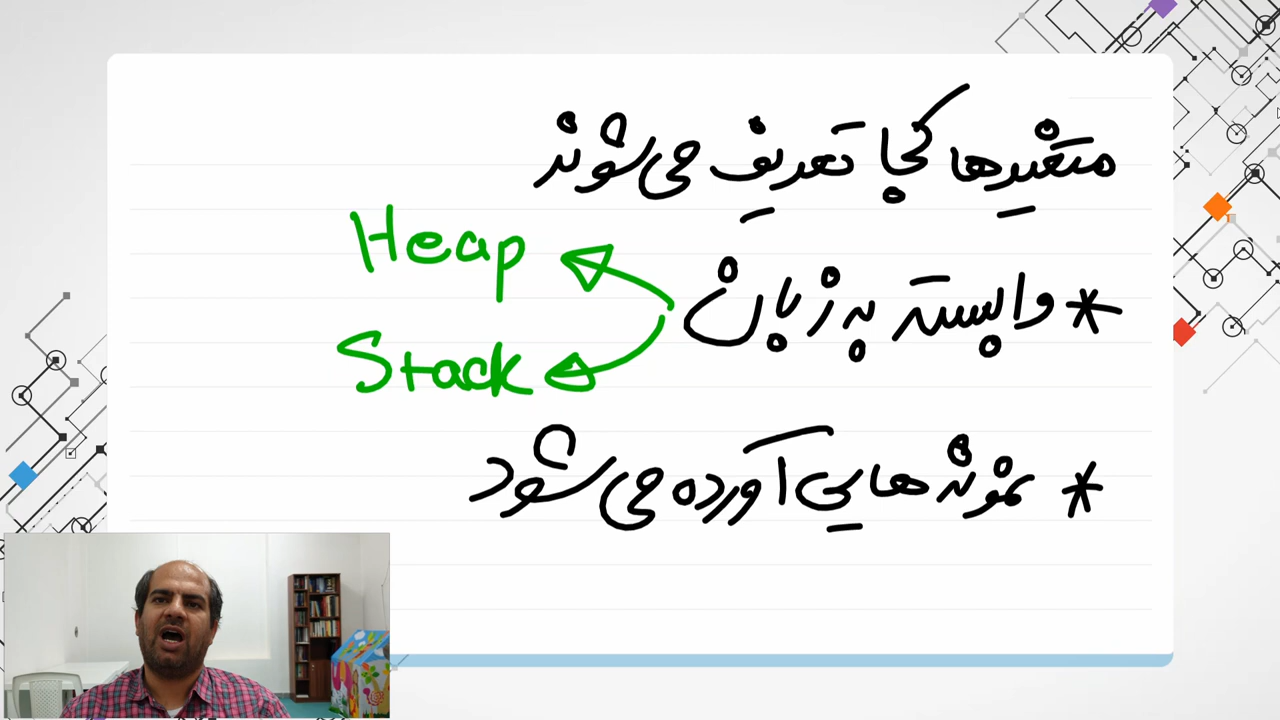 متغیرها کجا تعریف می‌شوند
* وابسته به زبان
Heap
Stack
* نمونه‌هایی آورده می‌شود